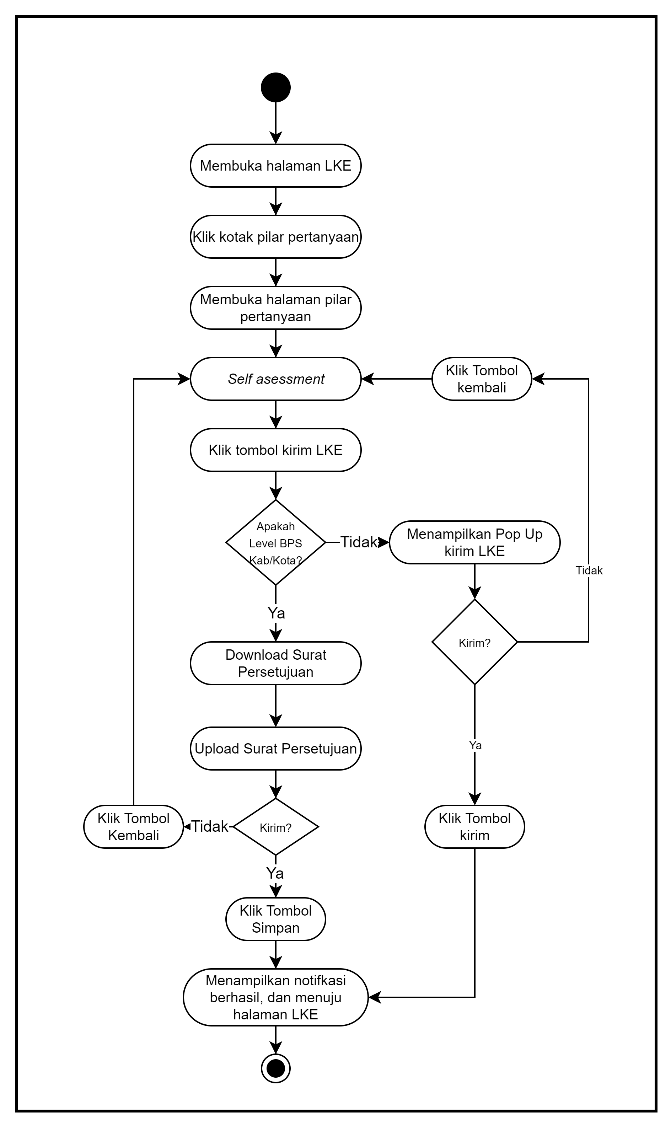 Membuka halaman LKE
Klik kotak pilar pertanyaan
Membuka halaman pilar
pertanyaan
Self asessment
Klik Tombol
kembali
Klik tombol kirim LKE
Apakah
Level BPS
Kab/Kota?
Tidak
Menampilkan Pop Up
kirim LKE
Tidak
Ya
Kirim?
Download Surat
Persetujuan
Upload Surat Persetujuan
Ya
Klik Tombol
Kembali
Tidak
Kirim?
Klik Tombol
kirim
Ya
Klik Tombol
Simpan
Menampilkan notifkasi
berhasil, dan menuju
halaman LKE